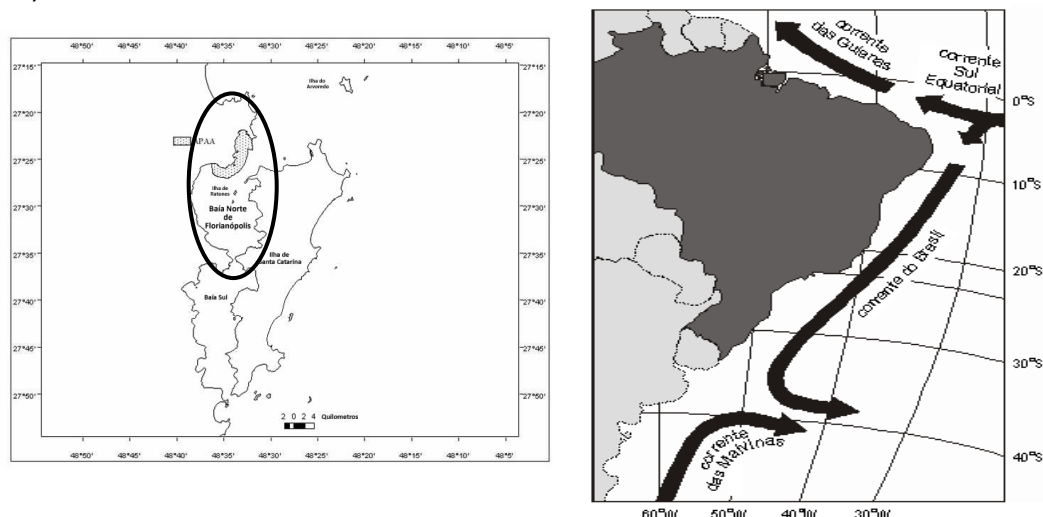 48°50' 48°45' 48°40' 48°35' 48°30' 48°25' 48°20' 48°15' 48°10' 48°5'
27°15' 27°15'
Ilha do
Arvoredo
27°20' 27°20'
APAA
27°25' 27°25'
Ilha de
Ratones
Baía Norte
de
Florianópolis
27°30' 27°30'
27°35' 27°35'
Ilha de
Santa Catarina
Baía Sul
27°40' 27°40'
27°45' 27°45'
27°50' 27°50'
2 0 2 4 Quilometros
48°50' 48°45' 48°40' 48°35' 48°30' 48°25' 48°20' 48°15' 48°10' 48°5'
corrente
das Guianas
corrente
Sul
Equatorial
0°S
10°S
20°S
corrente do Brasil
30°S
corrente
das Malvinas
40°S
60°W 50°W 40°W 30°W